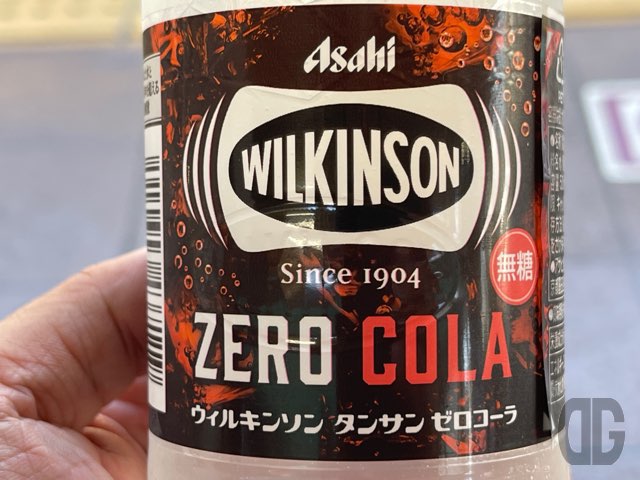 Asahi
WILKINSON
Since 1904
無糖
ZERO COLA
ウィルキンソン タンサン ゼロコーラ
DG